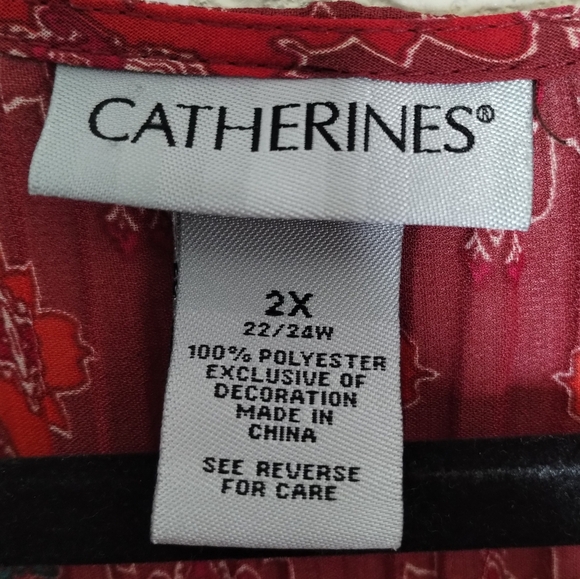 CATHERINES®
2X
22/24W
100% POLYESTER
EXCLUSIVE OF
DECORATION
MADE IN
CHINA
SEE REVERSE
FOR CARE